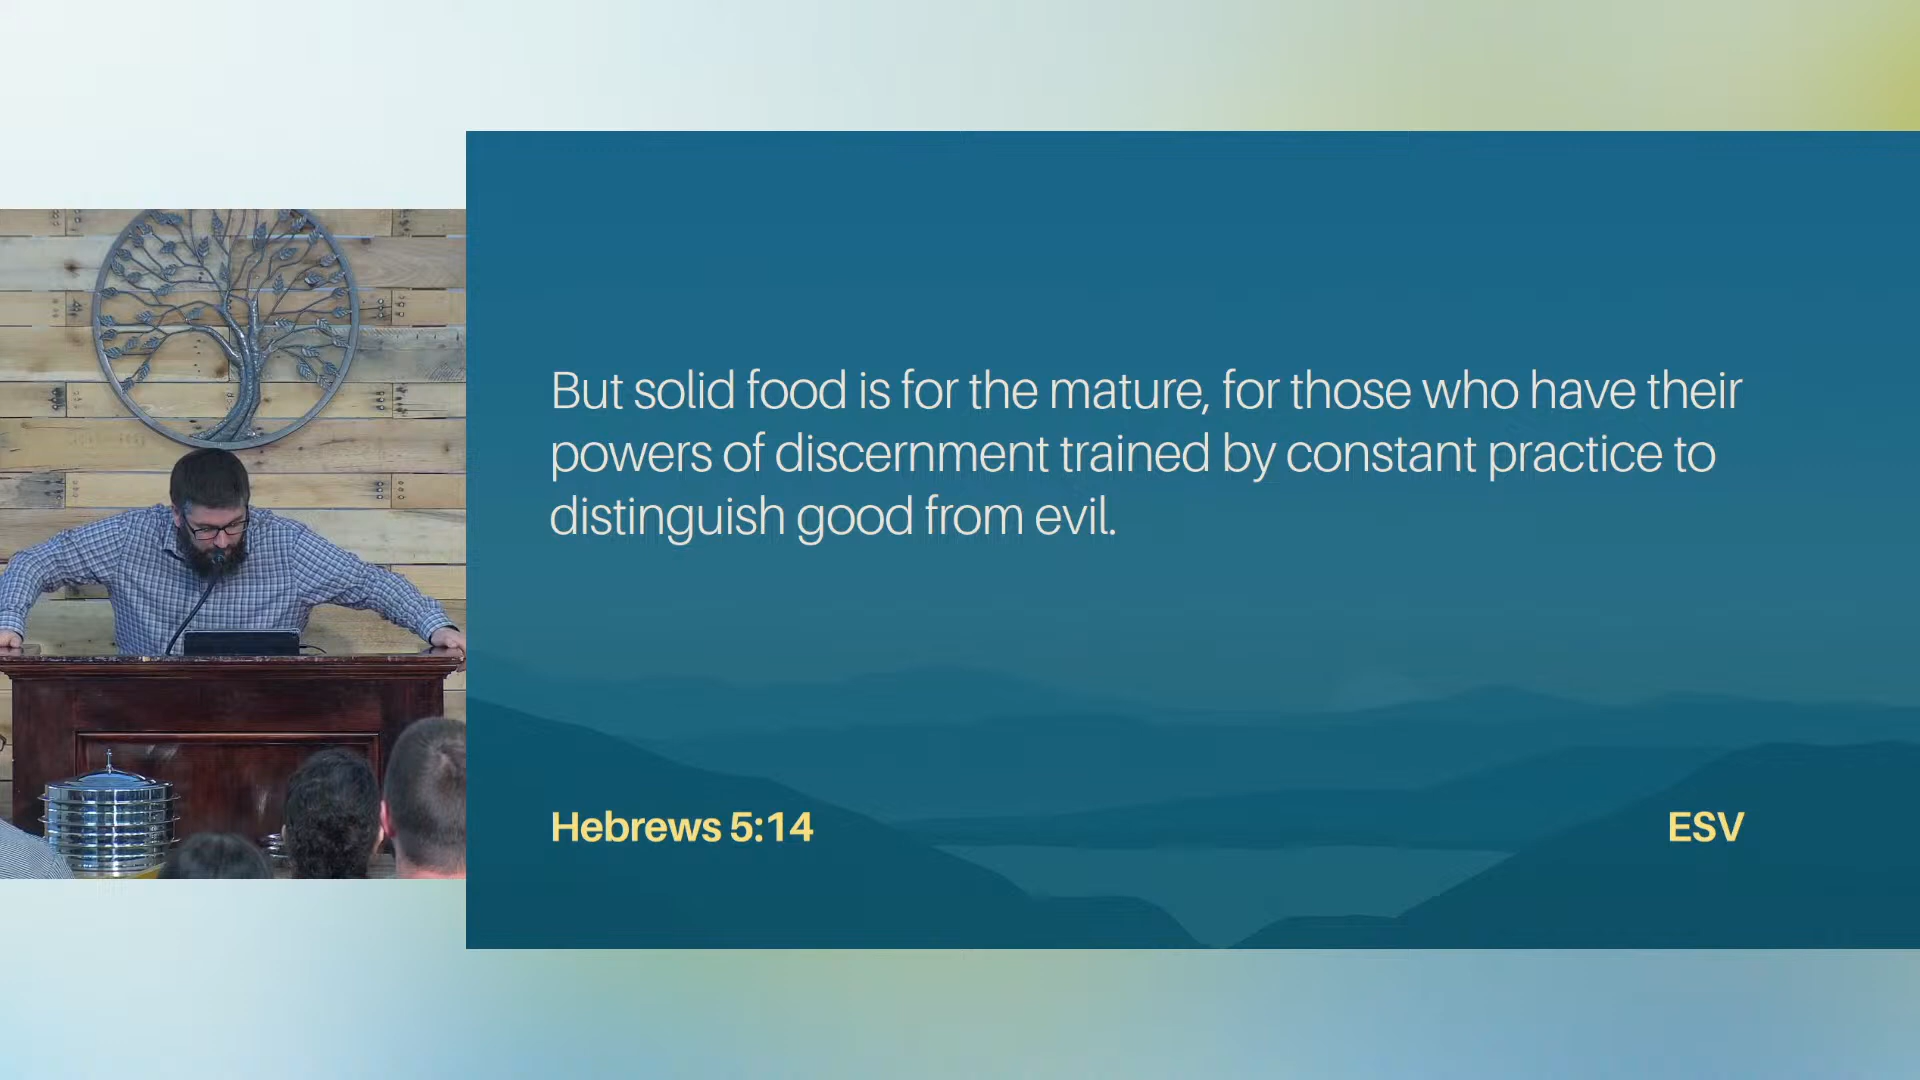 But solid food is for the mature, for those who have their
powers of discernment trained by constant practice to
distinguish good from evil.
Hebrews 5:14
ESV